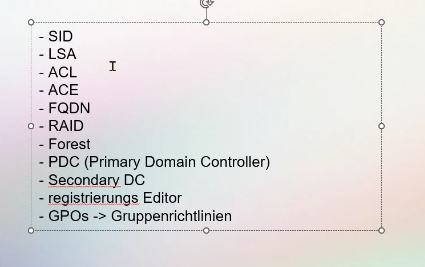 - SID
- LSA
- ACL
- ACE
- FQDN
- RAID
- Forest
- PDC (Primary Domain Controller)
- Secondary DC
- registrierungs Editor
- GPOs -> Gruppenrichtlinien